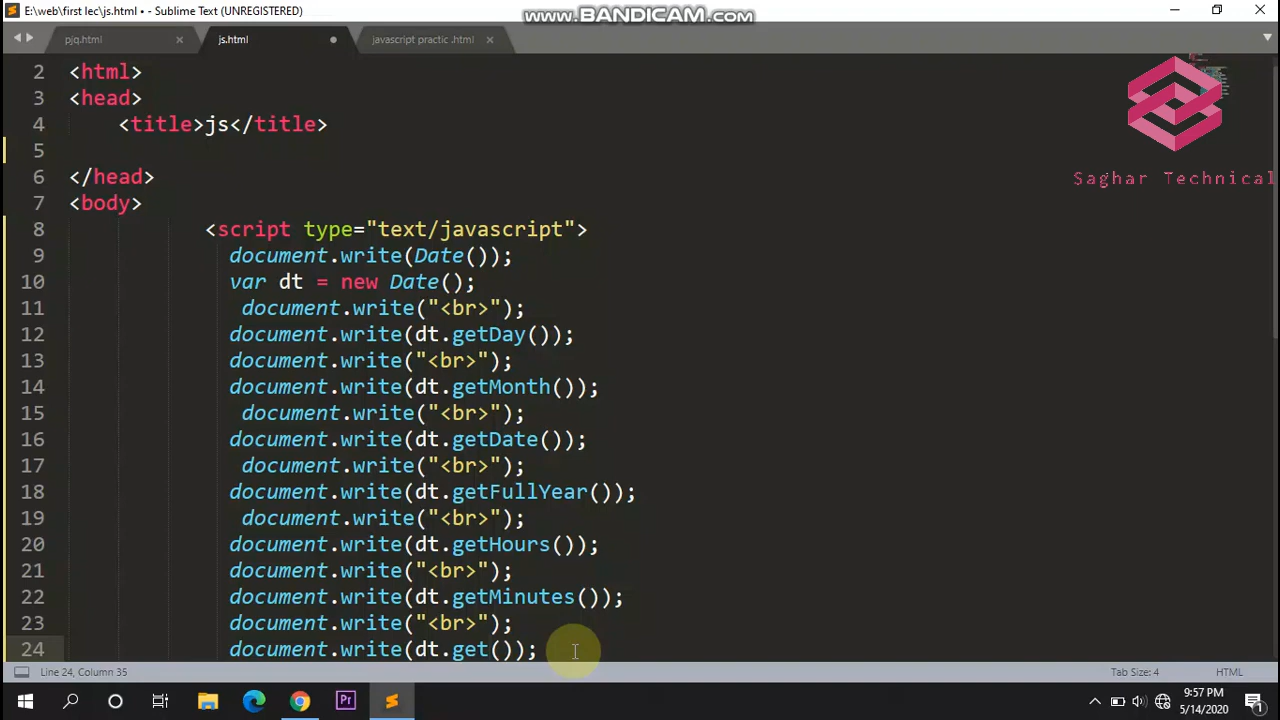 E:\web\first lec\js.html • - Sublime Text (UNREGISTERED)
www.BANDICAM.com
pjq.html
js.html
javascript practic .html
2 <html>
3 <head>
4 <title>js</title>
5
6 </head>
7 <body>
8 <script type="text/javascript">
9 document.write(Date());
10 var dt = new Date();
11 document.write("<br>");
12 document.write(dt.getDay());
13 document.write("<br>");
14 document.write(dt.getMonth());
15 document.write("<br>");
16 document.write(dt.getDate());
17 document.write("<br>");
18 document.write(dt.getFullYear());
19 document.write("<br>");
20 document.write(dt.getHours());
21 document.write("<br>");
22 document.write(dt.getMinutes());
23 document.write("<br>");
24 document.write(dt.get());
$aghar Technical
Line 24, Column 35
Tab Size: 4
HTML
Pr
9:57 PM
5/14/2020
1